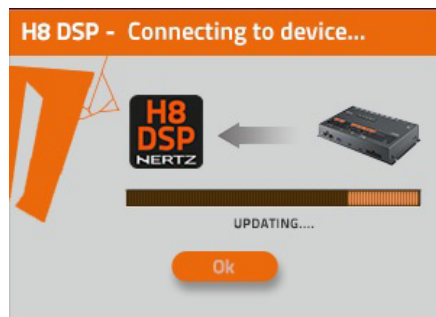 H8 DSP - Connecting to device...
H8
DSP
NERTZ
UPDATING....
Ok